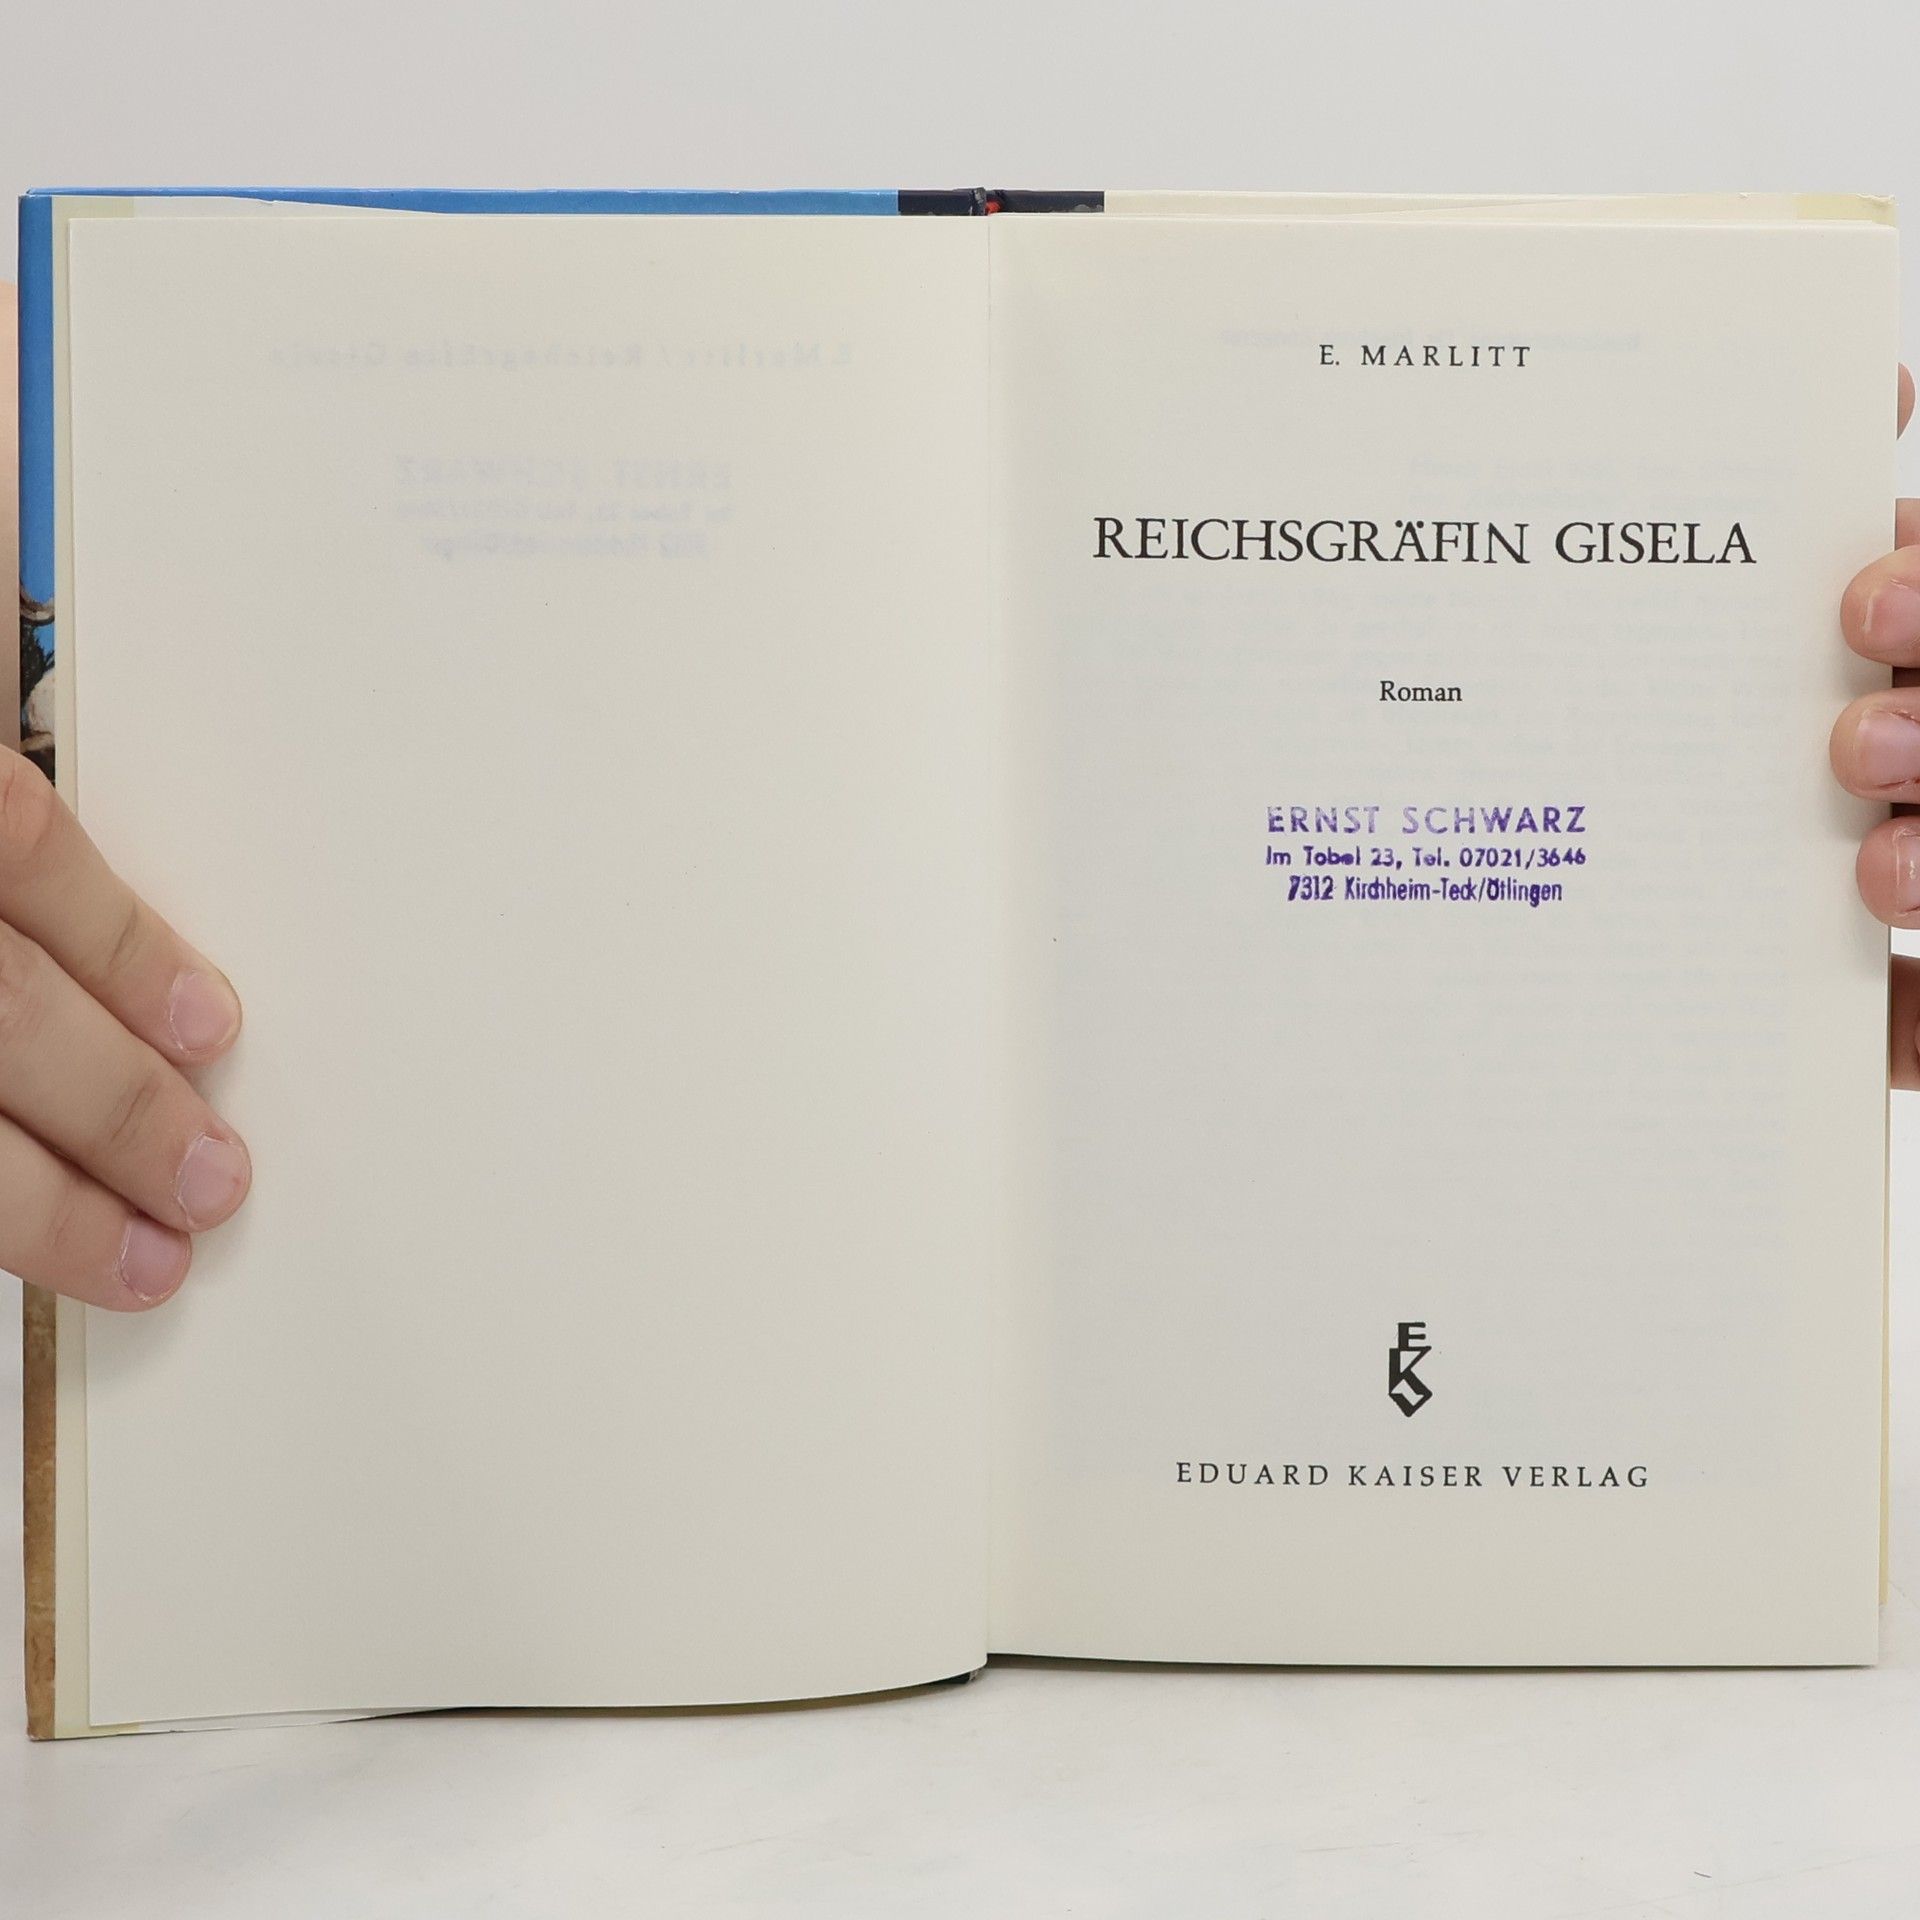 E. MARLITT
REICHSGRÄFIN GISELA
Roman
ERNST SCHWARZ
Im Tobel 23, Tel. 07021/3646
7312 Kirchheim-Teck/Ötlingen
EK
EDUARD KAISER VERLAG